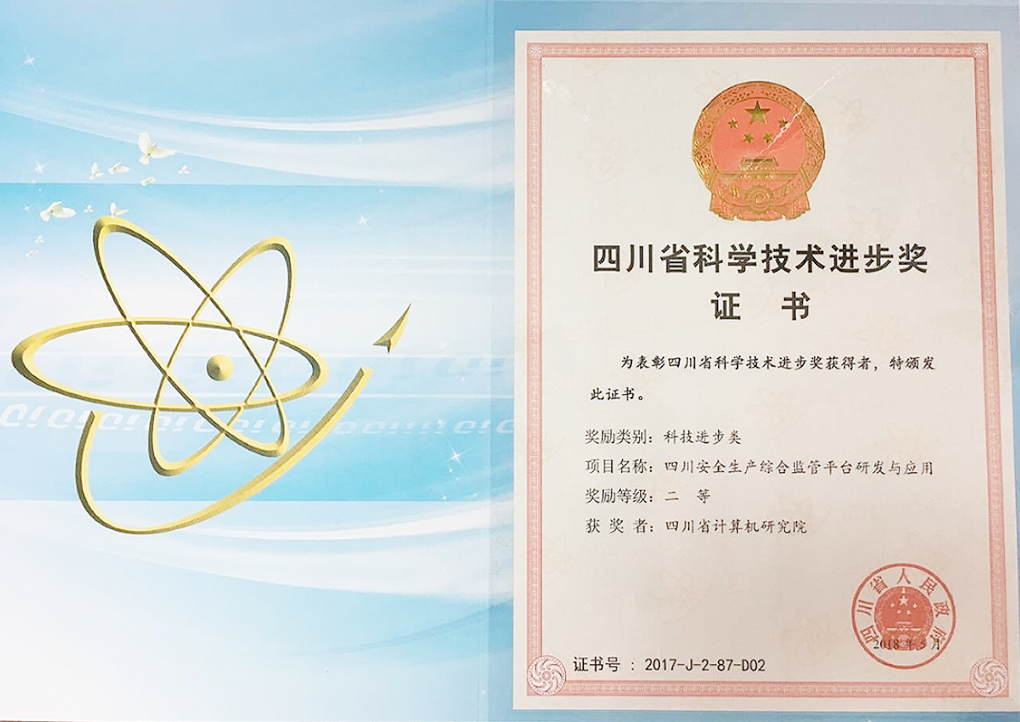 四川省科学技术进步奖
证 书
为表彰四川省科学技术进步奖获得者，特颁发
此证书。
奖励类别：科技进步类
项目名称：四川安全生产综合监管平台研发与应用
奖励等级：二 等
获 奖 者：四川省计算机研究院
四川省人民政府
2018年5月
证书号：2017-J-2-87-D02